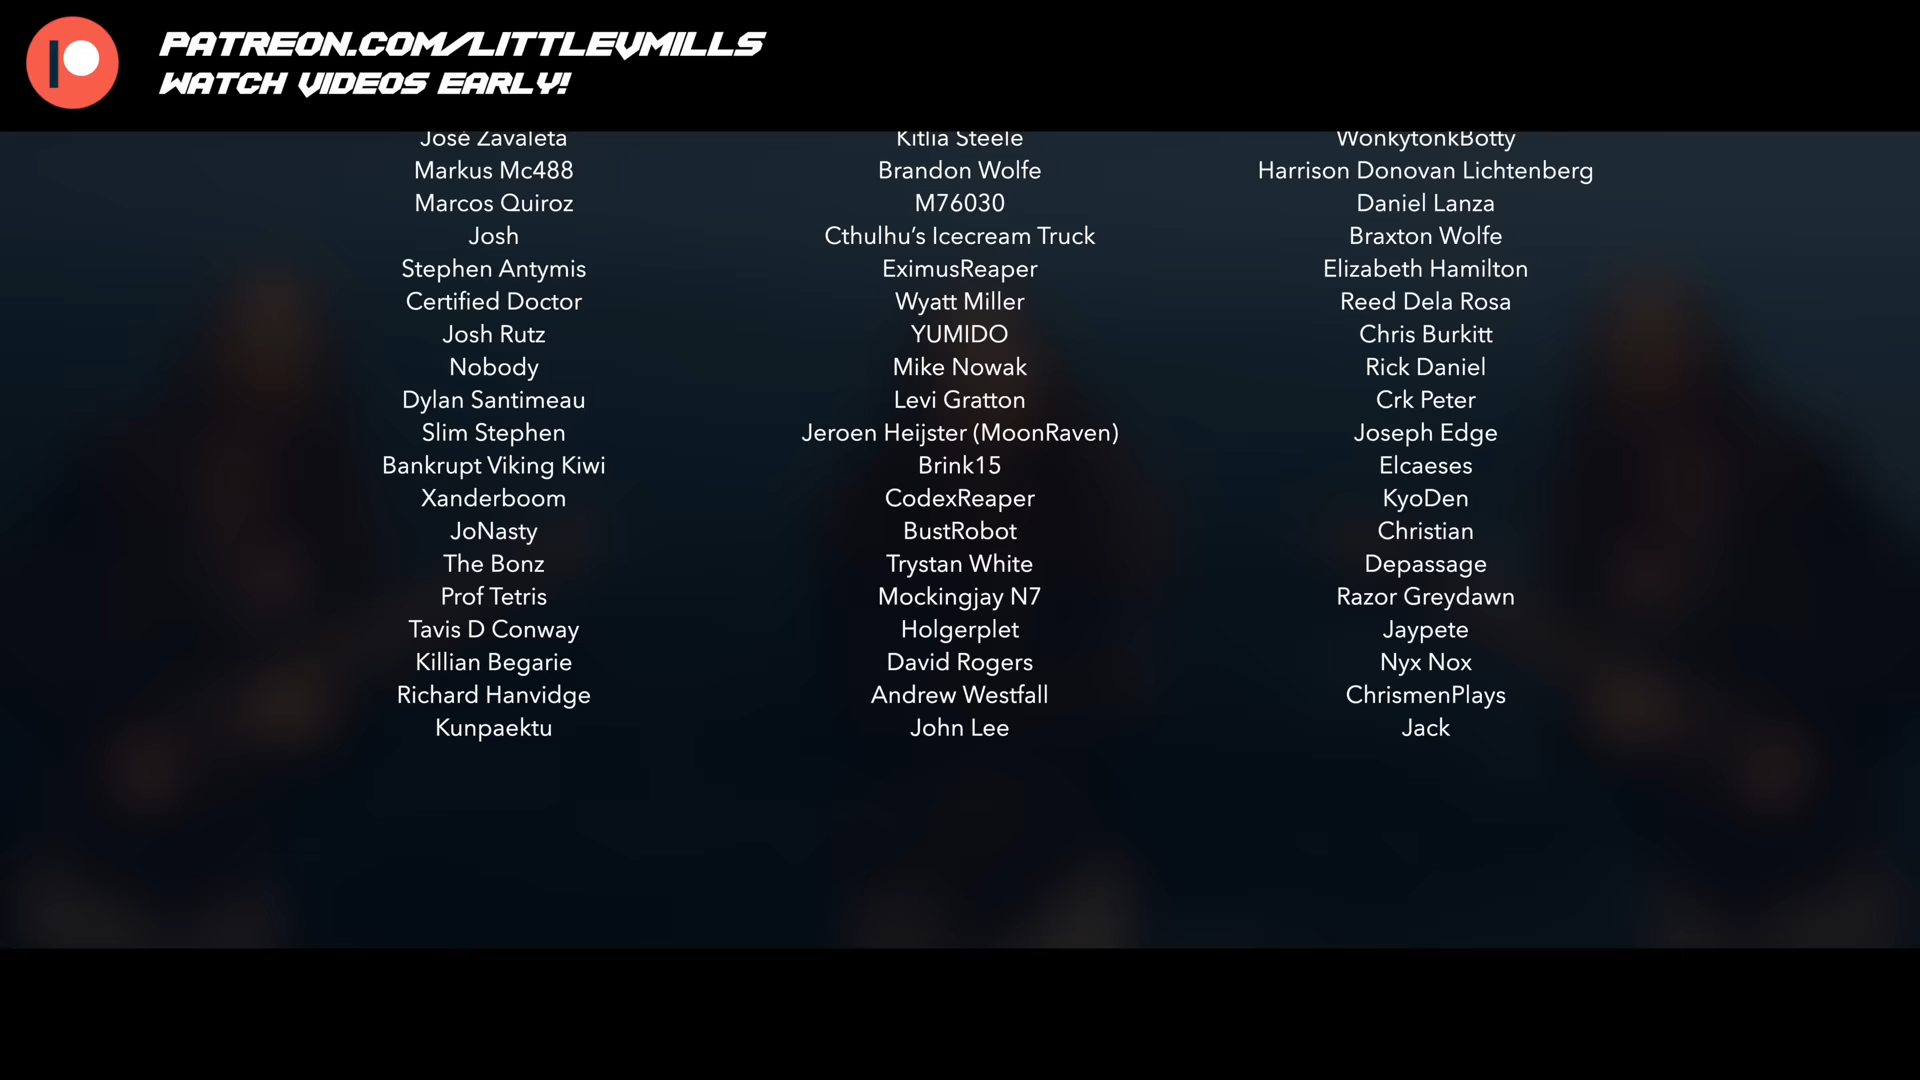 PATREON.COM/LITTLEVMILLS
WATCH VIDEOS EARLY!
José Zavaleta
Kitlia Steele
WonkytonkBotty
Markus Mc488
Brandon Wolfe
Harrison Donovan Lichtenberg
Marcos Quiroz
M76030
Daniel Lanza
Josh
Cthulhu’s Icecream Truck
Braxton Wolfe
Stephen Antymis
EximusReaper
Elizabeth Hamilton
Certified Doctor
Wyatt Miller
Reed Dela Rosa
Josh Rutz
YUMIDO
Chris Burkitt
Nobody
Mike Nowak
Rick Daniel
Dylan Santimeau
Levi Gratton
Crk Peter
Slim Stephen
Jeroen Heijster (MoonRaven)
Joseph Edge
Bankrupt Viking Kiwi
Brink15
Elcaeses
Xanderboom
CodexReaper
KyoDen
JoNasty
BustRobot
Christian
The Bonz
Trystan White
Depassage
Prof Tetris
Mockingjay N7
Razor Greydawn
Tavis D Conway
Holgerplet
Jaypete
Killian Begarie
David Rogers
Nyx Nox
Richard Hanvidge
Andrew Westfall
ChrismenPlays
Kunpaektu
John Lee
Jack